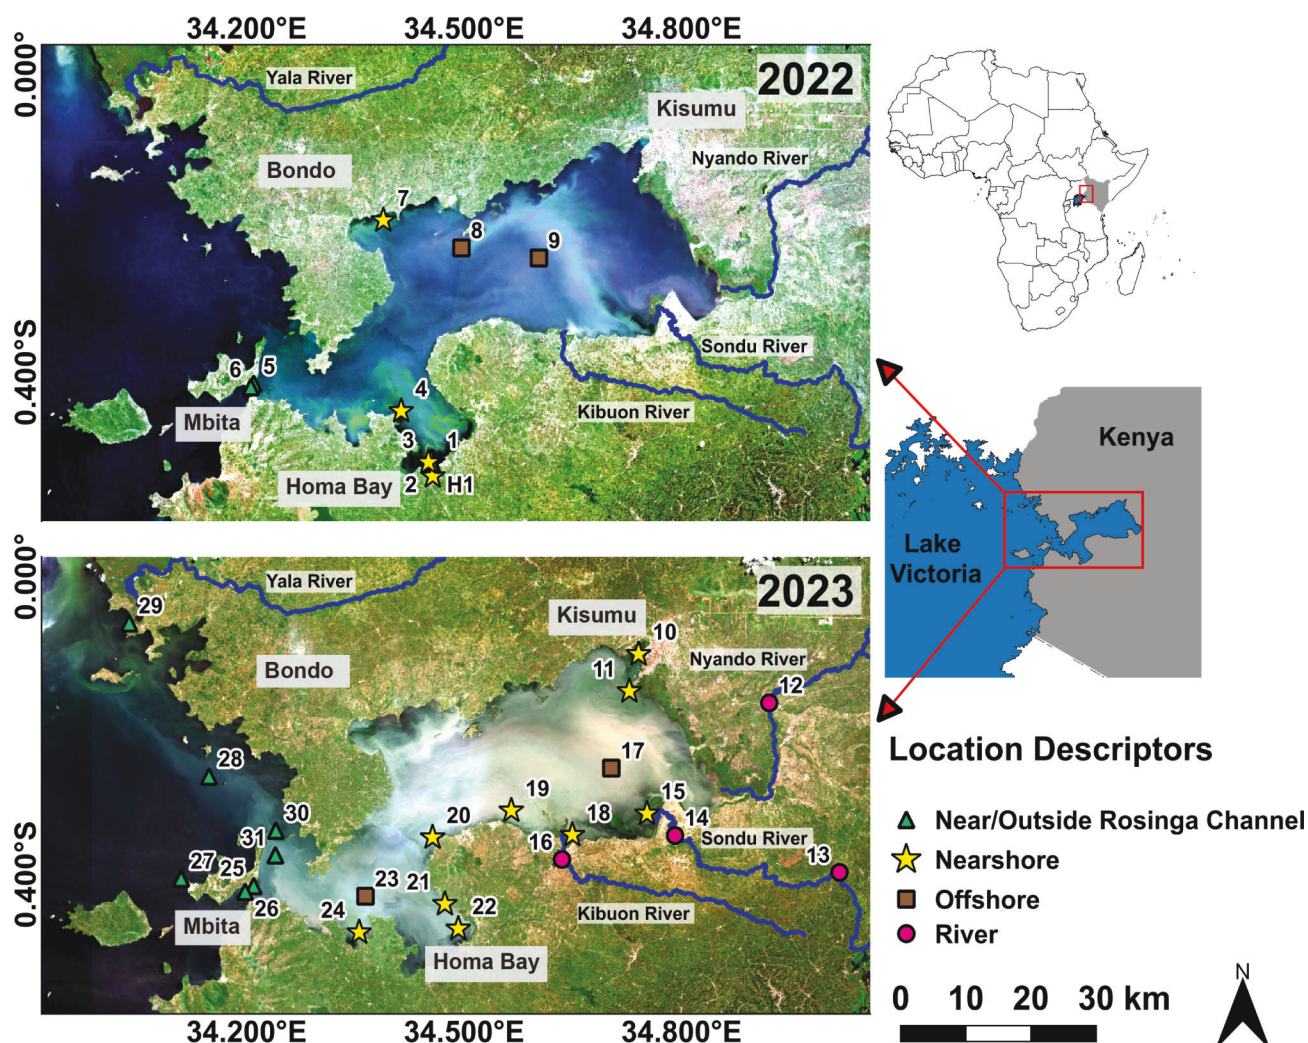 34.200°E 34.500°E 34.800°E
0.000°
0.400°S
2022
Yala River
Kisumu
Bondo
Nyando River
7
8
9
Sondu River
6 5
4
Kibuon River
Mbita
3 1
Homa Bay
2 H1
0.000°
0.400°S
2023
Yala River
29
Kisumu
10
Bondo
Nyando River
11
12
28
17
19
15
30
20
18
14
31
16
Sondu River
13
27 25
23
21
26
22
Kibuon River
Mbita
24
Homa Bay
34.200°E 34.500°E 34.800°E
Kenya
Lake
Victoria
Location Descriptors
Near/Outside Rosinga Channel
Nearshore
Offshore
River
0 10 20 30 km
N